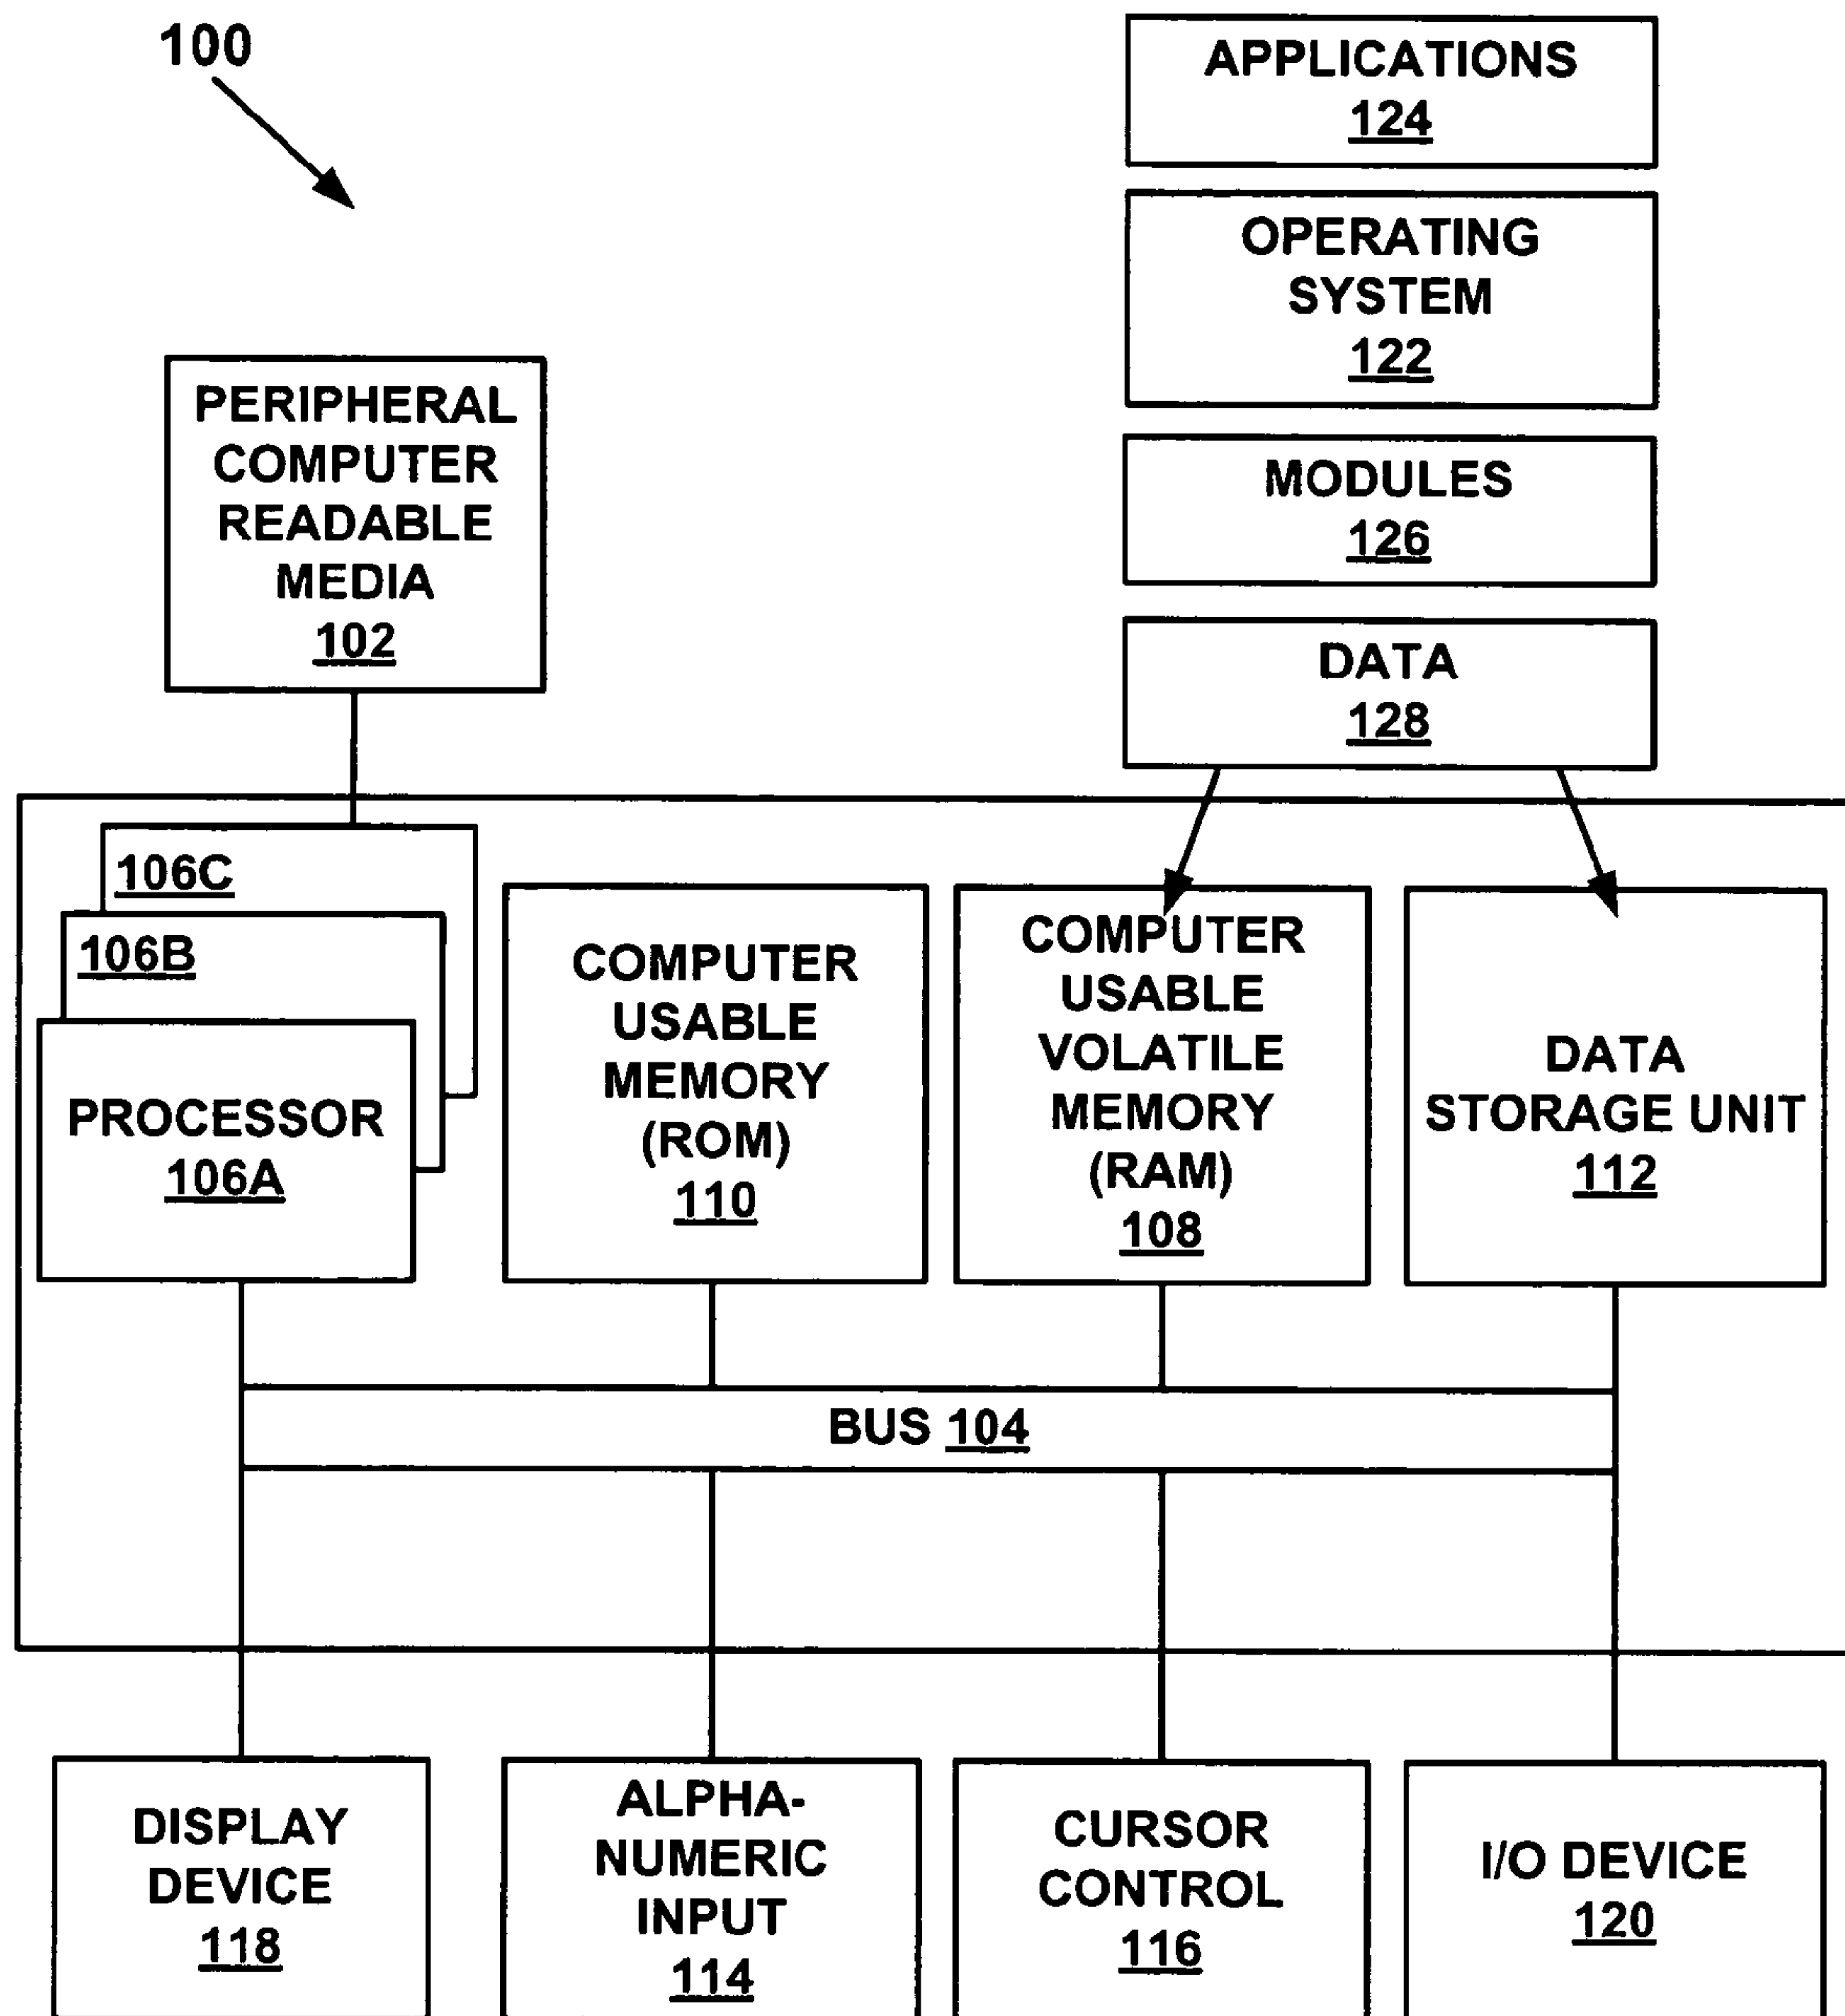 100
APPLICATIONS
124
OPERATING
SYSTEM
122
PERIPHERAL
COMPUTER
READABLE
MEDIA
102
MODULES
126
DATA
128
106C
106B
PROCESSOR
106A
COMPUTER
USABLE
MEMORY
(ROM)
110
COMPUTER
USABLE
VOLATILE
MEMORY
(RAM)
108
DATA
STORAGE UNIT
112
BUS 104
DISPLAY
DEVICE
118
ALPHA-
NUMERIC
INPUT
114
CURSOR
CONTROL
116
I/O DEVICE
120